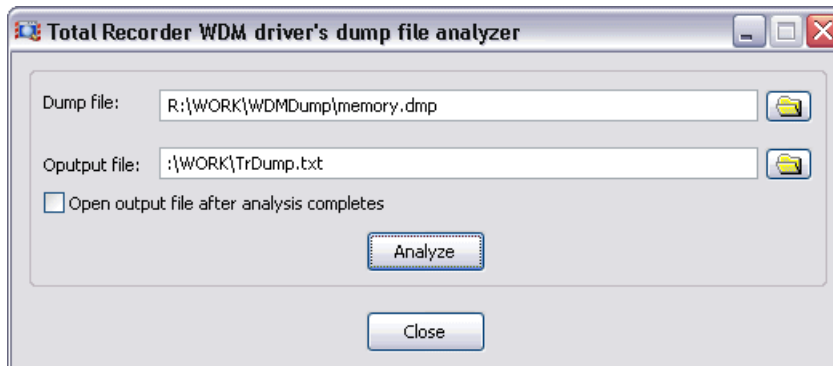 Total Recorder WDM driver's dump file analyzer
Dump file: R:\WORK\WDMDump\memory.dmp
Oputput file: :\WORK\TrDump.txt
Open output file after analysis completes
Analyze
Close